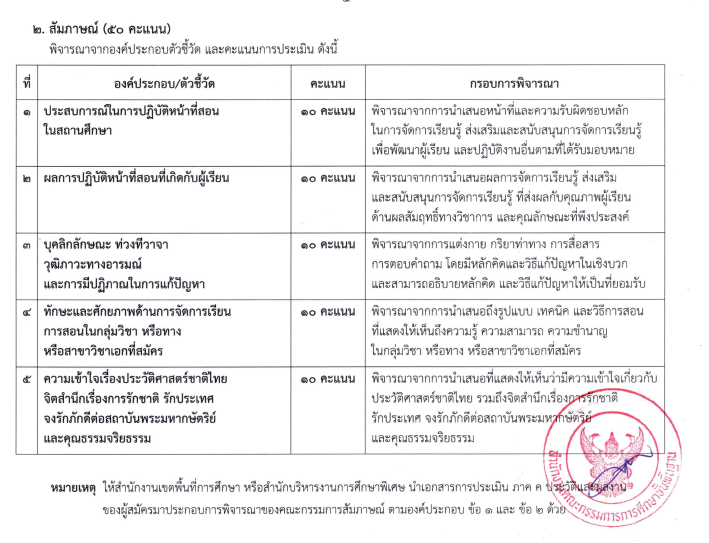 ๒. สัมภาษณ์ (๕๐ คะแนน)
พิจารณาจากองค์ประกอบตัวชี้วัด และคะแนนการประเมิน ดังนี้
ที่ องค์ประกอบ/ตัวชี้วัด คะแนน กรอบการพิจารณา
๑ ประสบการณ์ในการปฏิบัติหน้าที่สอน ๑๐ คะแนน พิจารณาจากการนำเสนอหน้าที่และความรับผิดชอบหลัก
ในสถานศึกษา ในการจัดการเรียนรู้ ส่งเสริมและสนับสนุนการจัดการเรียนรู้
เพื่อพัฒนาผู้เรียน และปฏิบัติงานอื่นตามที่ได้รับมอบหมาย
๒ ผลการปฏิบัติหน้าที่สอนที่เกิดกับผู้เรียน ๑๐ คะแนน พิจารณาจากการนำเสนอผลการจัดการเรียนรู้ ส่งเสริม
และสนับสนุนการจัดการเรียนรู้ ที่ส่งผลกับคุณภาพผู้เรียน
ด้านผลสัมฤทธิ์ทางวิชาการ และคุณลักษณะที่พึงประสงค์
๓ บุคลิกลักษณะ ท่วงทีวาจา ๑๐ คะแนน พิจารณาจากการแต่งกาย กริยาท่าทาง การสื่อสาร
วุฒิภาวะทางอารมณ์ การตอบคำถาม โดยมีหลักคิดและวิธีแก้ปัญหาในเชิงบวก
และการมีปฏิภาณในการแก้ปัญหา และสามารถอธิบายหลักคิด และวิธีแก้ปัญหาให้เป็นที่ยอมรับ
๔ ทักษะและศักยภาพด้านการจัดการเรียน ๑๐ คะแนน พิจารณาจากการนำเสนอถึงรูปแบบ เทคนิค และวิธีการสอน
การสอนในกลุ่มวิชา หรือทาง ที่แสดงให้เห็นถึงความรู้ ความสามารถ ความชำนาญ
หรือสาขาวิชาเอกที่สมัคร ในกลุ่มวิชา หรือทาง หรือสาขาวิชาเอกที่สมัคร
๕ ความเข้าใจเรื่องประวัติศาสตร์ชาติไทย ๑๐ คะแนน พิจารณาจากการนำเสนอที่แสดงให้เห็นว่ามีความเข้าใจเกี่ยวกับ
จิตสำนึกเรื่องการรักชาติ รักประเทศ ประวัติศาสตร์ชาติไทย รวมถึงจิตสำนึกเรื่องการรักชาติ
จงรักภักดีต่อสถาบันพระมหากษัตริย์ รักประเทศ จงรักภักดีต่อสถาบันพระมหากษัตริย์
และคุณธรรมจริยธรรม และคุณธรรมจริยธรรม
หมายเหตุ ให้สำนักงานเขตพื้นที่การศึกษา หรือสำนักบริหารงานการศึกษาพิเศษ นำเอกสารการประเมิน ภาค ค ประวัติและผลงาน
ของผู้สมัครมาประกอบการพิจารณาของคณะกรรมการสัมภาษณ์ ตามองค์ประกอบ ข้อ ๑ และ ข้อ ๒ ด้วย
สำนักงานคณะกรรมการการศึกษาขั้นพื้นฐาน